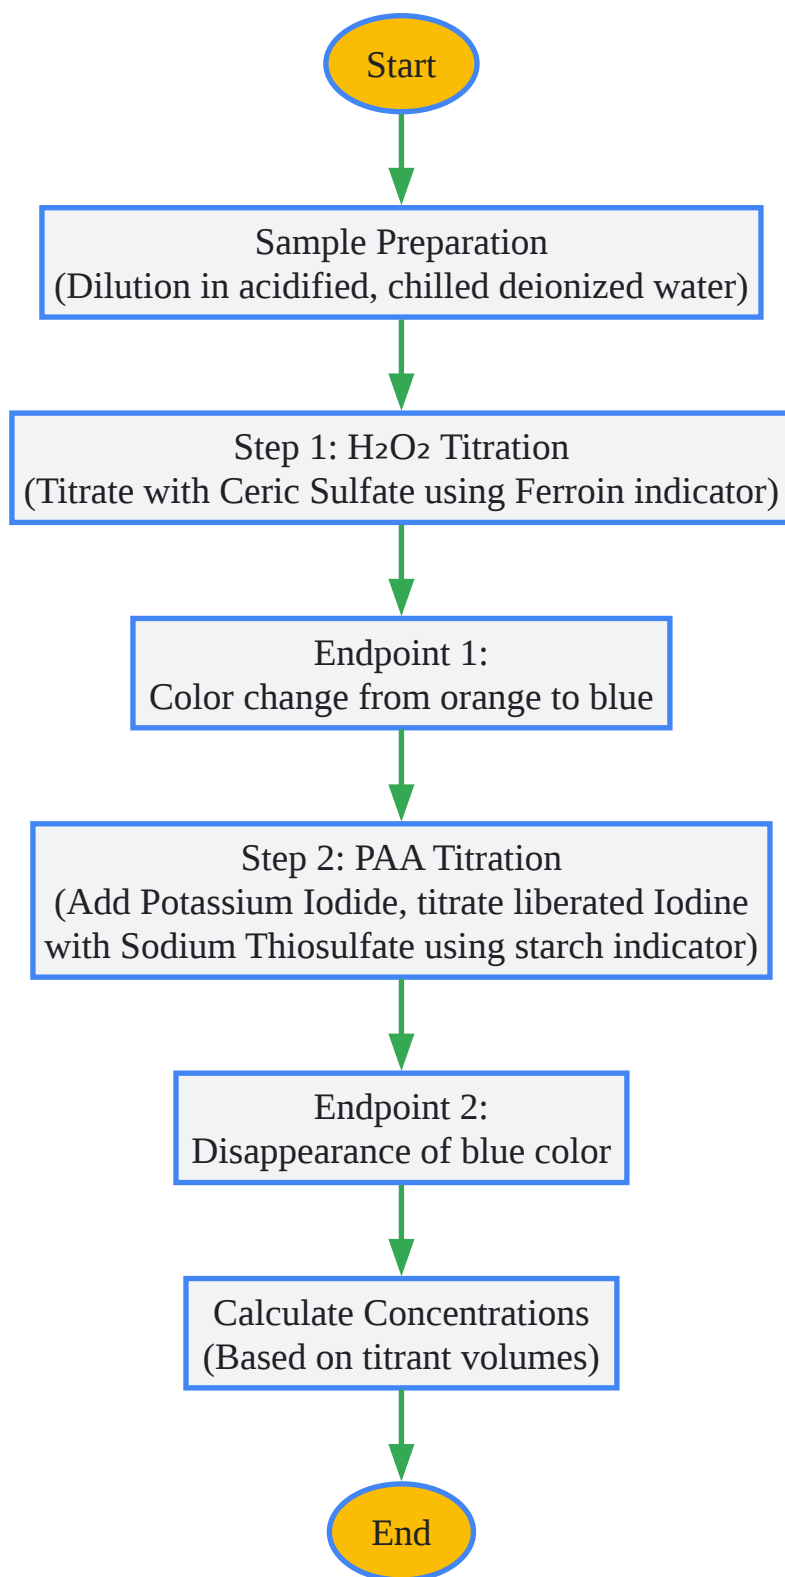 Start
Sample Preparation
(Dilution in acidified, chilled deionized water)
Step 1: H₂O₂ Titration
(Titrate with Ceric Sulfate using Ferroin indicator)
Endpoint 1:
Color change from orange to blue
Step 2: PAA Titration
(Add Potassium Iodide, titrate liberated Iodine
with Sodium Thiosulfate using starch indicator)
Endpoint 2:
Disappearance of blue color
Calculate Concentrations
(Based on titrant volumes)
End